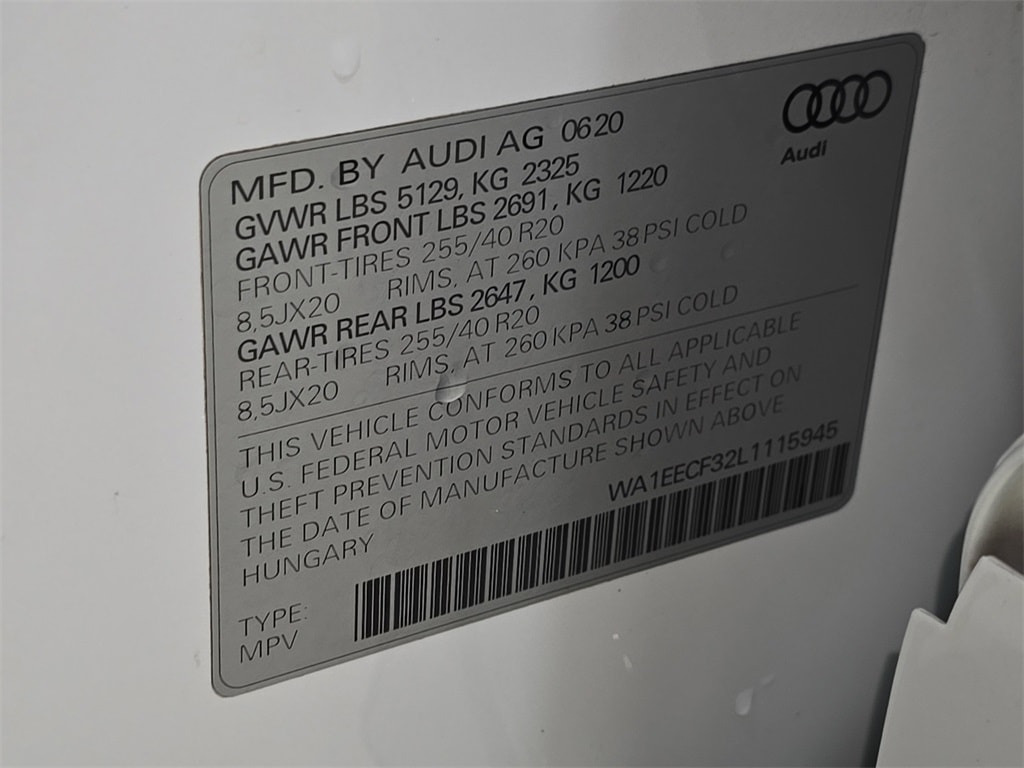 MFD. BY AUDI AG 0620
GVWR LBS 5129, KG 2325
GAWR FRONT LBS 2691, KG 1220
FRONT-TIRES 255/40 R20
8,5JX20 RIMS, AT 260 KPA 38 PSI COLD
GAWR REAR LBS 2647, KG 1200
REAR-TIRES 255/40 R20
8,5JX20 RIMS, AT 260 KPA 38 PSI COLD
THIS VEHICLE CONFORMS TO ALL APPLICABLE
U.S. FEDERAL MOTOR VEHICLE SAFETY AND
THEFT PREVENTION STANDARDS IN EFFECT ON
THE DATE OF MANUFACTURE SHOWN ABOVE
HUNGARY
WA1EECF32L1115945
TYPE:
MPV
Audi